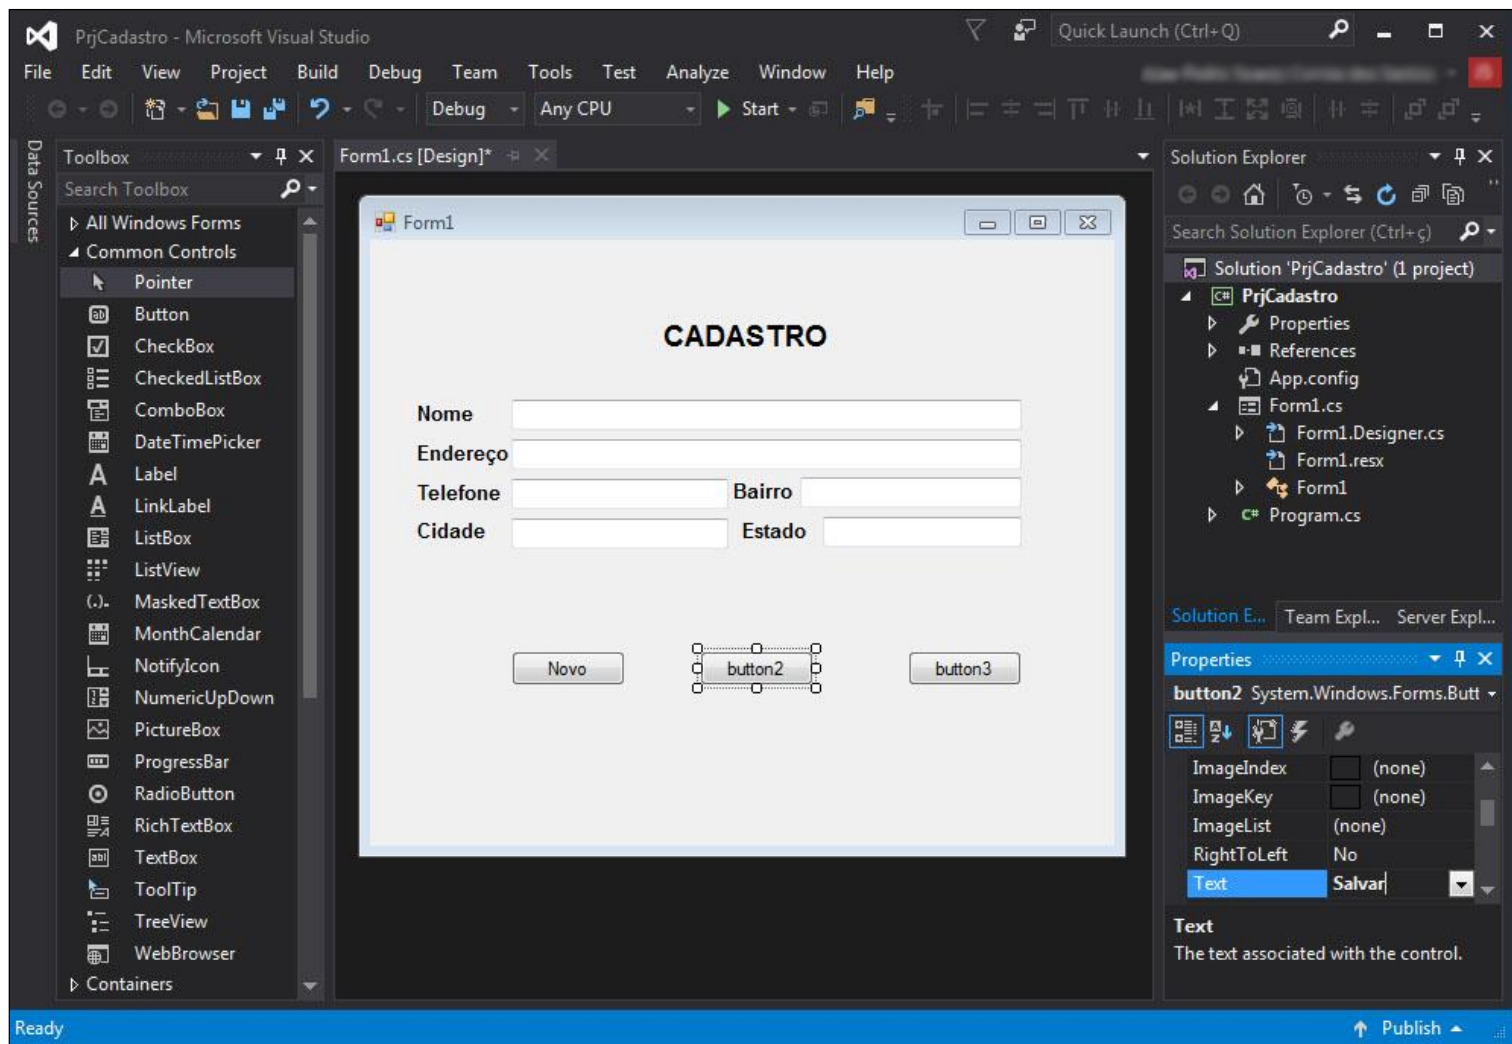 PrjCadastro - Microsoft Visual Studio
Quick Launch (Ctrl+Q)
File Edit View Project Build Debug Team Tools Test Analyze Window Help
Debug Any CPU Start
Data Sources
Toolbox
Search Toolbox
All Windows Forms
Common Controls
Pointer
Button
CheckBox
CheckedListBox
ComboBox
DateTimePicker
Label
LinkLabel
ListBox
ListView
MaskedTextBox
MonthCalendar
NotifyIcon
NumericUpDown
PictureBox
ProgressBar
RadioButton
RichTextBox
TextBox
ToolTip
TreeView
WebBrowser
Containers
Form1.cs [Design]*
Form1
CADASTRO
Nome
Endereço
Telefone Bairro
Cidade Estado
Novo button2 button3
Solution Explorer
Search Solution Explorer (Ctrl+ç)
Solution 'PrjCadastro' (1 project)
PrjCadastro
Properties
References
App.config
Form1.cs
Form1.Designer.cs
Form1.resx
Form1
Program.cs
Solution E... Team Expl... Server Expl...
Properties
button2 System.Windows.Forms.Butt
ImageIndex (none)
ImageKey (none)
ImageList (none)
RightToLeft No
Text Salvar
Text
The text associated with the control.
Ready
Publish